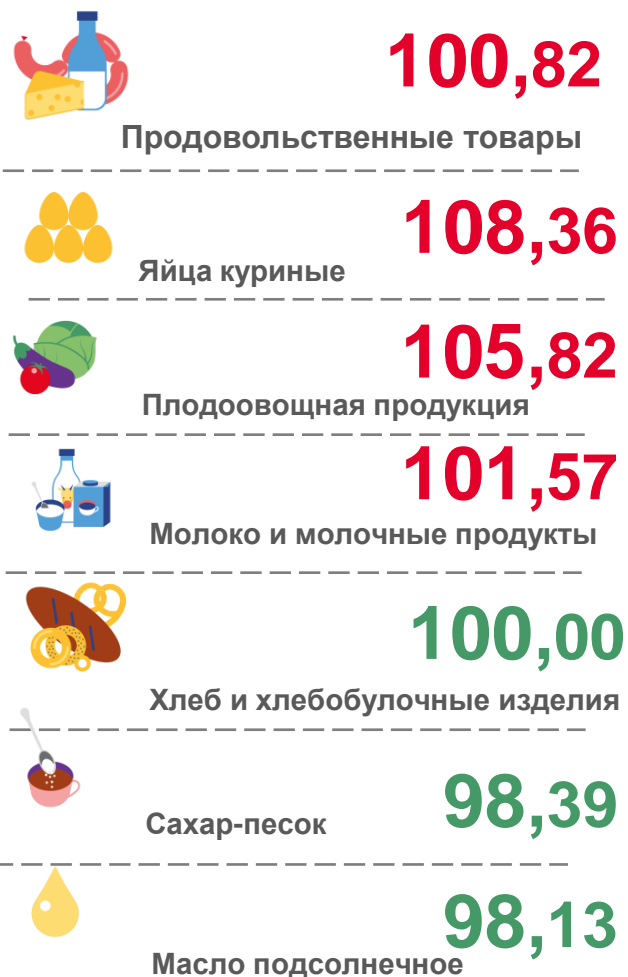 100,82
Продовольственные товары
108,36
Яйца куриные
105,82
Плодоовощная продукция
101,57
Молоко и молочные продукты
100,00
Хлеб и хлебобулочные изделия
98,39
Сахар-песок
98,13
Масло подсолнечное